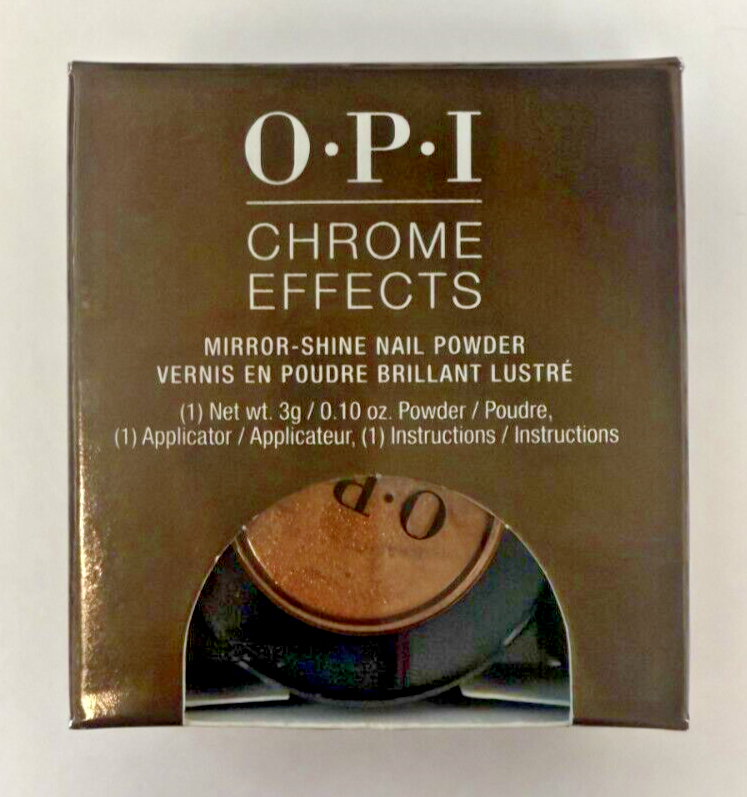 O·P·I
CHROME
EFFECTS
MIRROR-SHINE NAIL POWDER
VERNIS EN POUDRE BRILLANT LUSTRÉ
(1) Net wt. 3g / 0.10 oz. Powder / Poudre,
(1) Applicator / Applicateur, (1) Instructions / Instructions
O·P